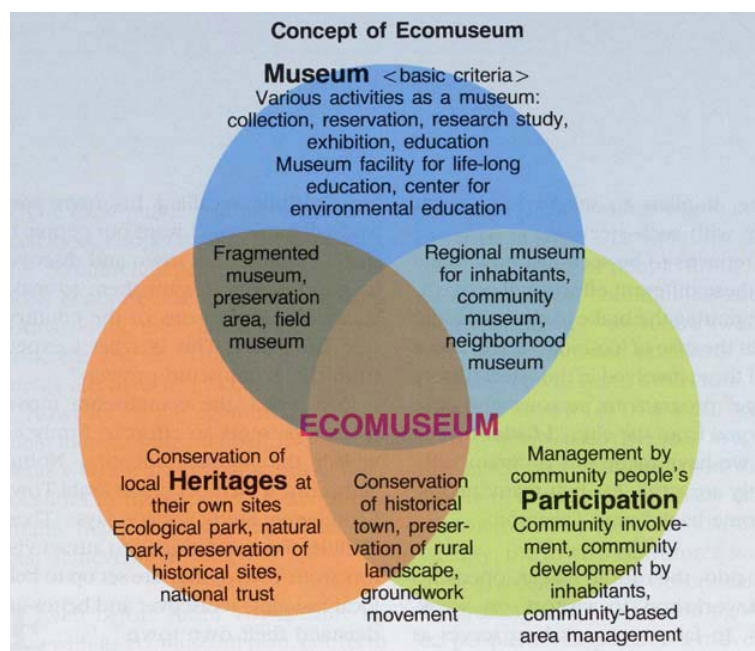 Concept of Ecomuseum
Museum <basic criteria>
Various activities as a museum:
collection, reservation, research study,
exhibition, education
Museum facility for life-long
education, center for
environmental education
Fragmented
museum,
preservation
area, field
museum
Regional museum
for inhabitants,
community
museum,
neighborhood
museum
ECOMUSEUM
Conservation of
local Heritages at
their own sites
Ecological park, natural
park, preservation of
historical sites,
national trust
Conservation
of historical
town, preser-
vation of rural
landscape,
groundwork
movement
Management by
community people's
Participation
Community involve-
ment, community
development by
inhabitants,
community-based
area management